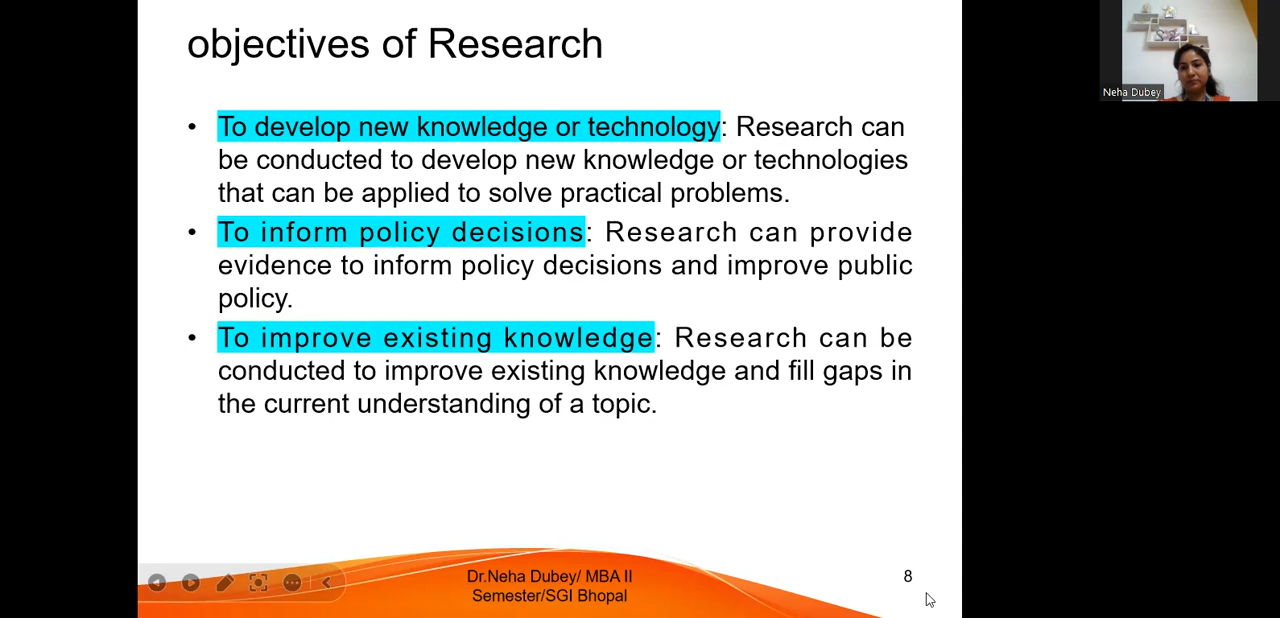 objectives of Research
• To develop new knowledge or technology: Research can
be conducted to develop new knowledge or technologies
that can be applied to solve practical problems.
• To inform policy decisions: Research can provide
evidence to inform policy decisions and improve public
policy.
• To improve existing knowledge: Research can be
conducted to improve existing knowledge and fill gaps in
the current understanding of a topic.
Dr.Neha Dubey/ MBA II
Semester/SGI Bhopal
8
Neha Dubey